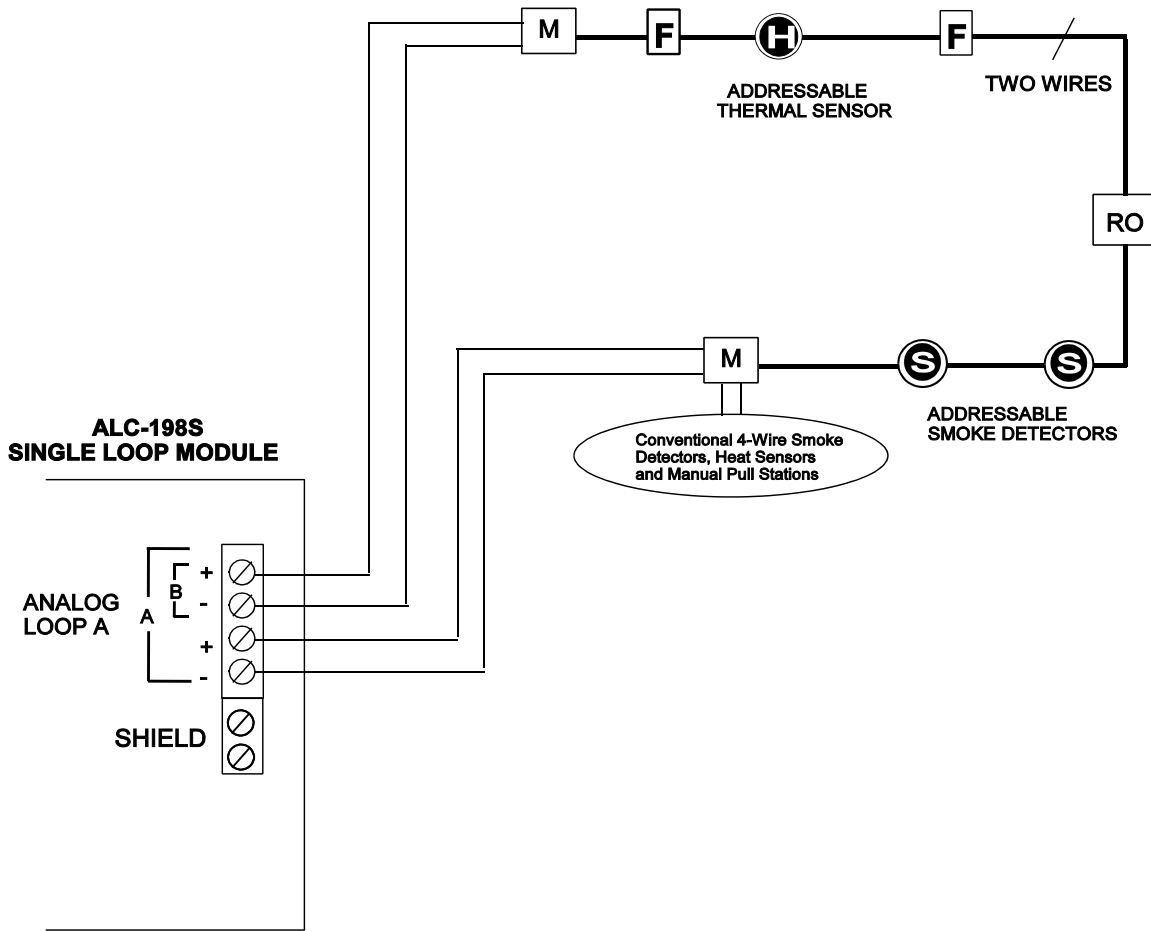 M
F
H
F
ADDRESSABLE
THERMAL SENSOR
TWO WIRES
RO
M
S
S
ADDRESSABLE
SMOKE DETECTORS
Conventional 4-Wire Smoke
Detectors, Heat Sensors
and Manual Pull Stations
ALC-198S
SINGLE LOOP MODULE
ANALOG
LOOP A
A
B
+
-
+
-
SHIELD